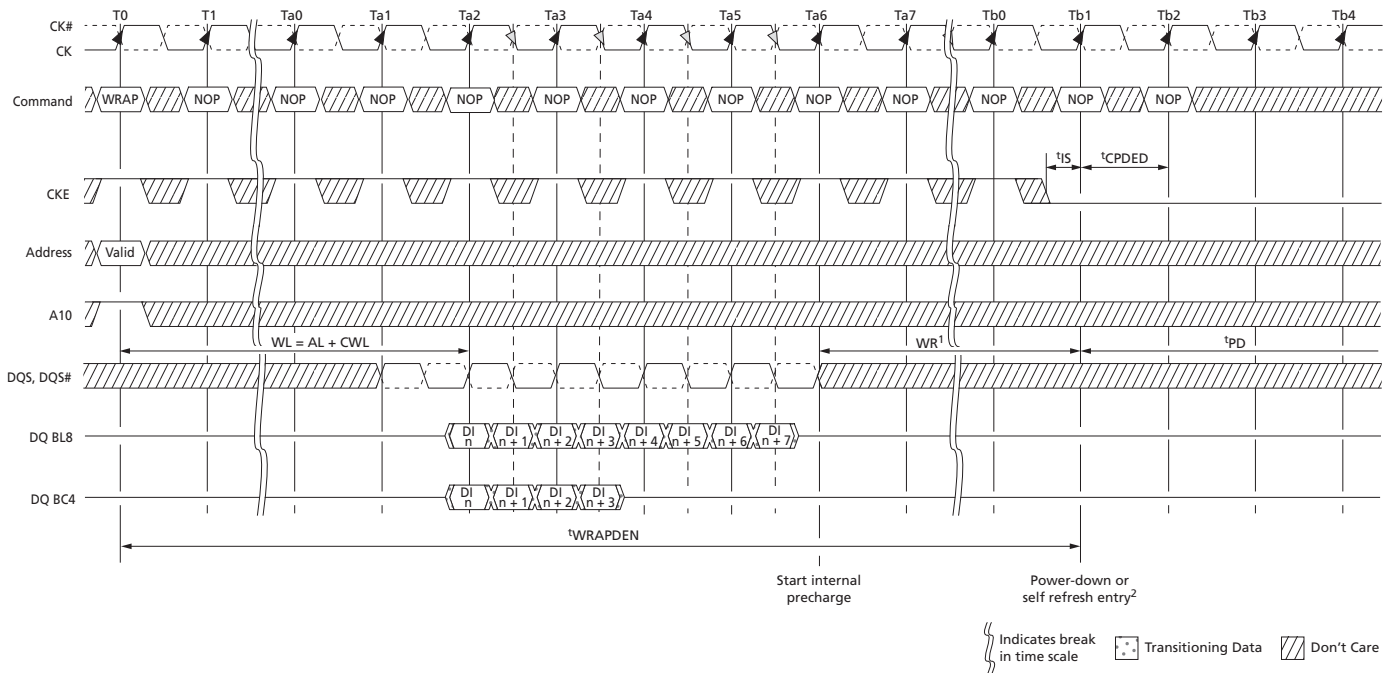 T0 T1 Ta0 Ta1 Ta2 Ta3 Ta4 Ta5 Ta6 Ta7 Tb0 Tb1 Tb2 Tb3 Tb4
CK#
CK
Command WRAP NOP NOP NOP NOP NOP NOP NOP NOP NOP NOP NOP NOP
tIS tCPDED
CKE
Address Valid
A10
WL = AL + CWL WR1 tPD
DQS, DQS#
DQ BL8 DI n DI n + 1 DI n + 2 DI n + 3 DI n + 4 DI n + 5 DI n + 6 DI n + 7
DQ BC4 DI n DI n + 1 DI n + 2 DI n + 3
tWRAPDEN
Start internal
precharge
Power-down or
self refresh entry2
Indicates break
in time scale
Transitioning Data
Don't Care